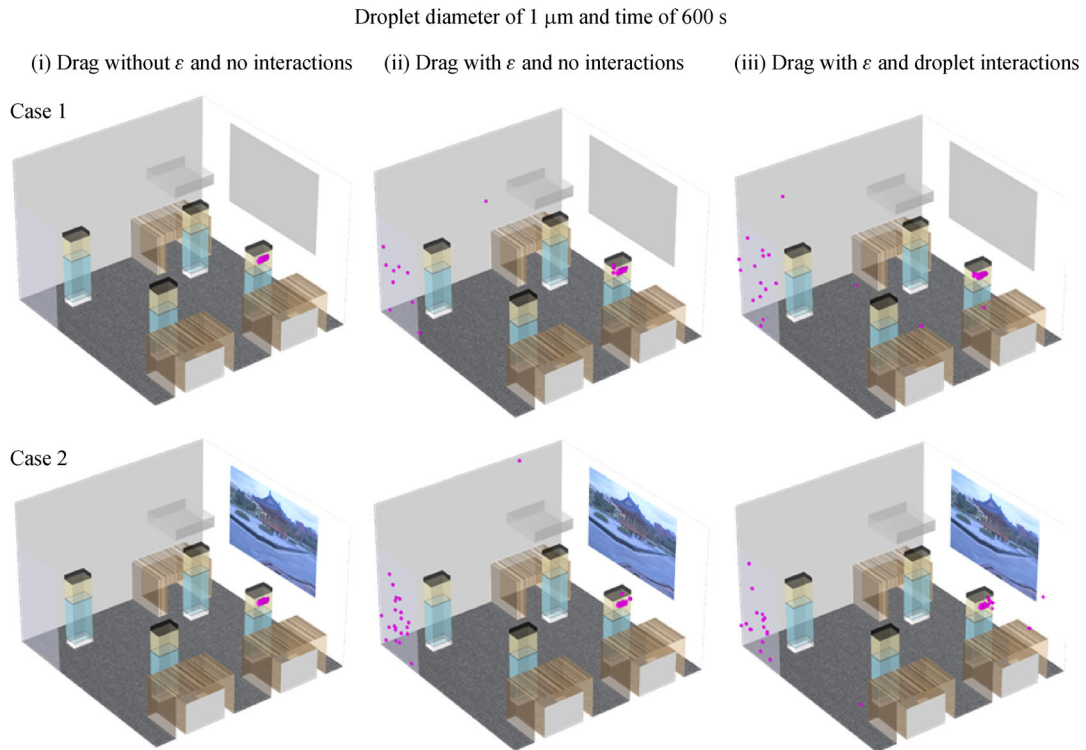 Droplet diameter of 1 μm and time of 600 s
(i) Drag without ε and no interactions
(ii) Drag with ε and no interactions
(iii) Drag with ε and droplet interactions
Case 1
Case 2